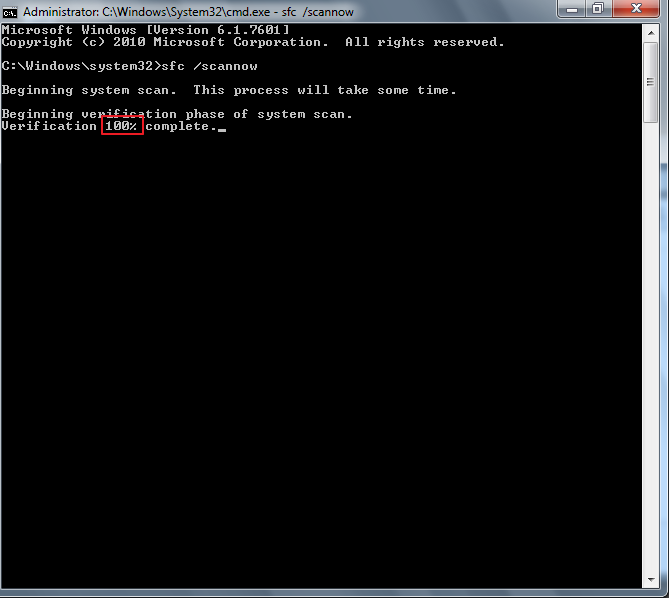 Administrator: C:\Windows\System32\cmd.exe - sfc  /scannow
Microsoft Windows [Version 6.1.7601]
Copyright (c) 2010 Microsoft Corporation.  All rights reserved.
C:\Windows\system32>sfc /scannow
Beginning system scan.  This process will take some time.
Beginning verification phase of system scan.
Verification 100% complete.